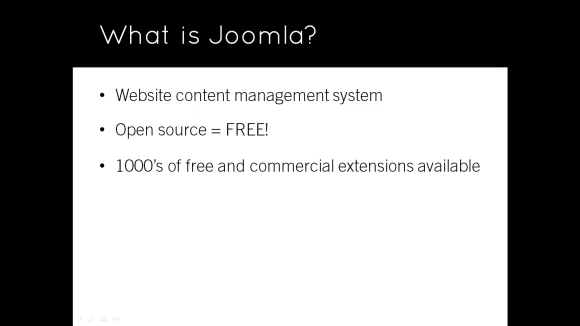 What is Joomla?
• Website content management system
• Open source = FREE!
• 1000's of free and commercial extensions available